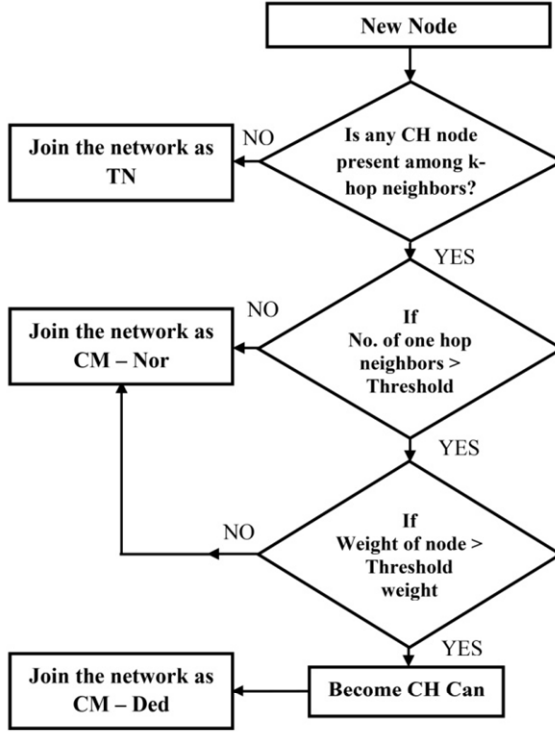 New Node
Is any CH node
present among k-
hop neighbors?
NO
Join the network as
TN
YES
If
No. of one hop
neighbors >
Threshold
NO
Join the network as
CM – Nor
YES
If
Weight of node >
Threshold
weight
NO
YES
Become CH Can
Join the network as
CM – Ded